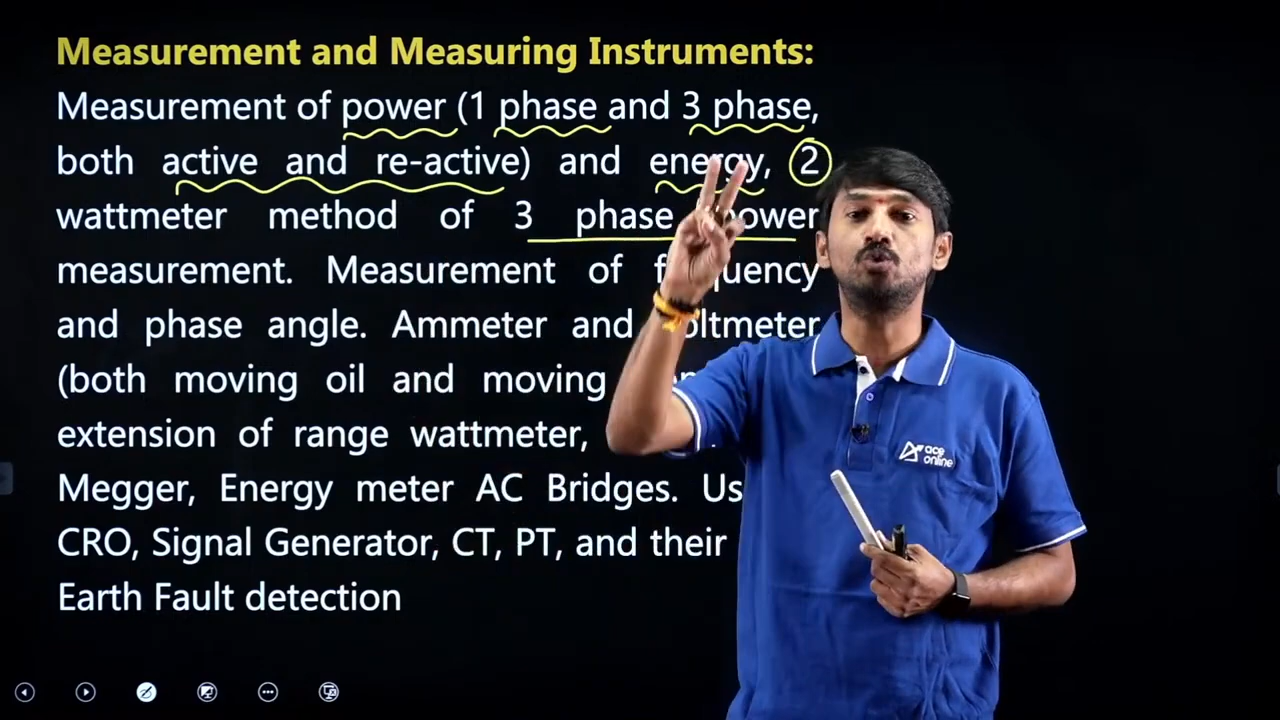 Measurement and Measuring Instruments:
Measurement of power (1 phase and 3 phase,
both active and re-active) and energy, 2
wattmeter method of 3 phase power
measurement. Measurement of
and phase angle. Ammeter and
(both moving oil and moving
extension of range wattmeter,
Megger, Energy meter AC Bridges.
CRO, Signal Generator, CT, PT, and their
Earth Fault detection
ace
online